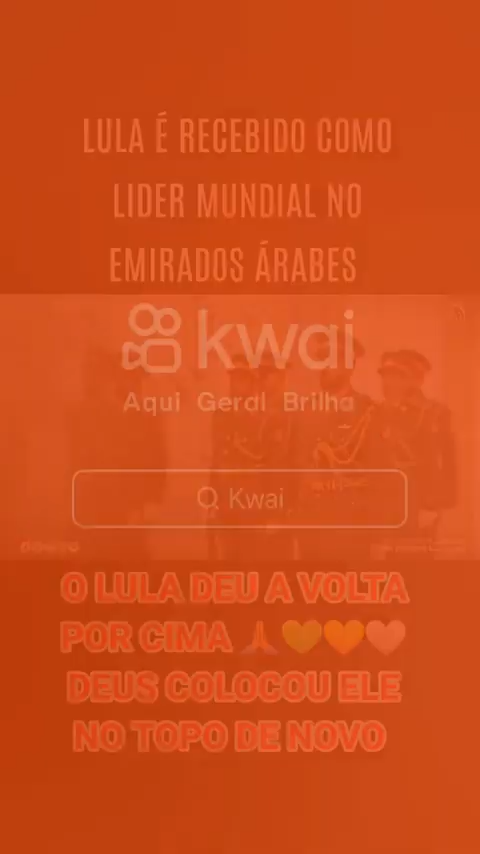 LULA É RECEBIDO COMO
LIDER MUNDIAL NO
EMIRADOS ÁRABES
kwai
Aqui Geral Brilha
Kwai
O LULA DEU A VOLTA
POR CIMA 🙏💛🧡🤍
DEUS COLOCOU ELE
NO TOPO DE NOVO